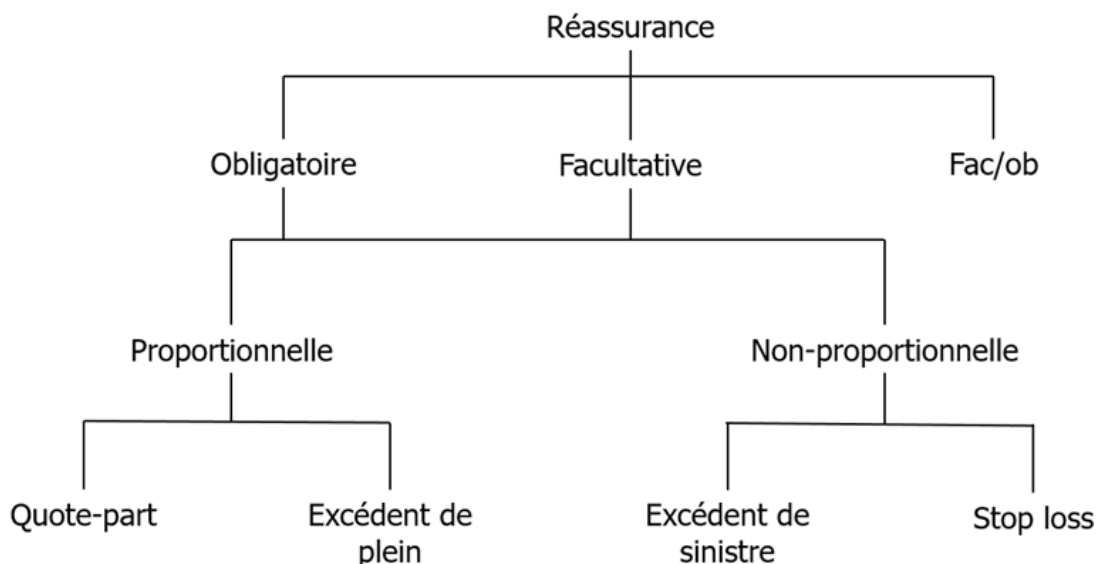 Réassurance
Obligatoire
Facultative
Fac/ob
Proportionnelle
Non-proportionnelle
Quote-part
Excédent de
plein
Excédent de
sinistre
Stop loss